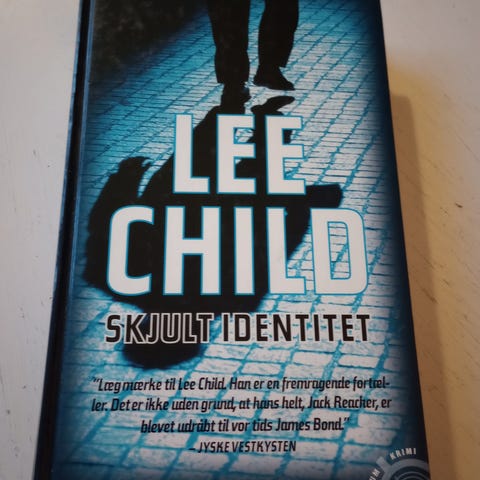 LEE
CHILD
SKJULT IDENTITET
"Læg mærke til Lee Child. Han er en fremragende fortæl-
ler. Det er ikke uden grund, at hans helt, Jack Reacher, er
blevet udråbt til vor tids James Bond."
– JYSKE VESTKYSTEN
KRIMI